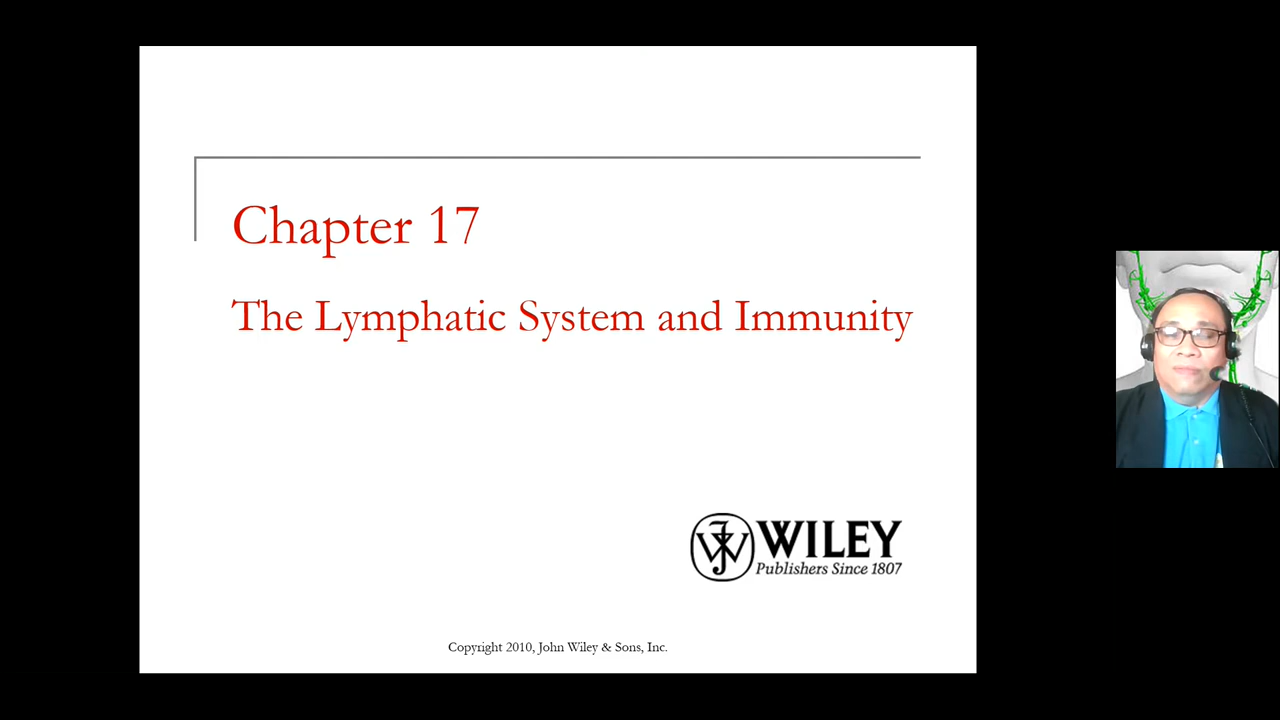 Chapter 17
The Lymphatic System and Immunity
WILEY
Publishers Since 1807
Copyright 2010, John Wiley & Sons, Inc.